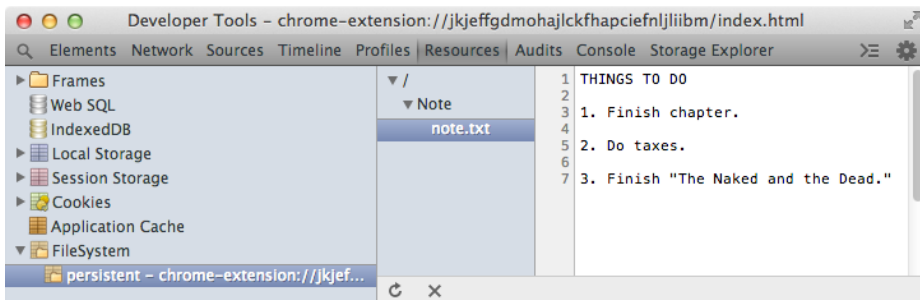 Developer Tools – chrome-extension://jkjeffgdmohajlckfhapciefnljliibm/index.html
Elements Network Sources Timeline Profiles Resources Audits Console Storage Explorer
Frames
Web SQL
IndexedDB
Local Storage
Session Storage
Cookies
Application Cache
FileSystem
persistent – chrome-extension://jkjef...
/
Note
note.txt
1 THINGS TO DO
2
3 1. Finish chapter.
4
5 2. Do taxes.
6
7 3. Finish "The Naked and the Dead."